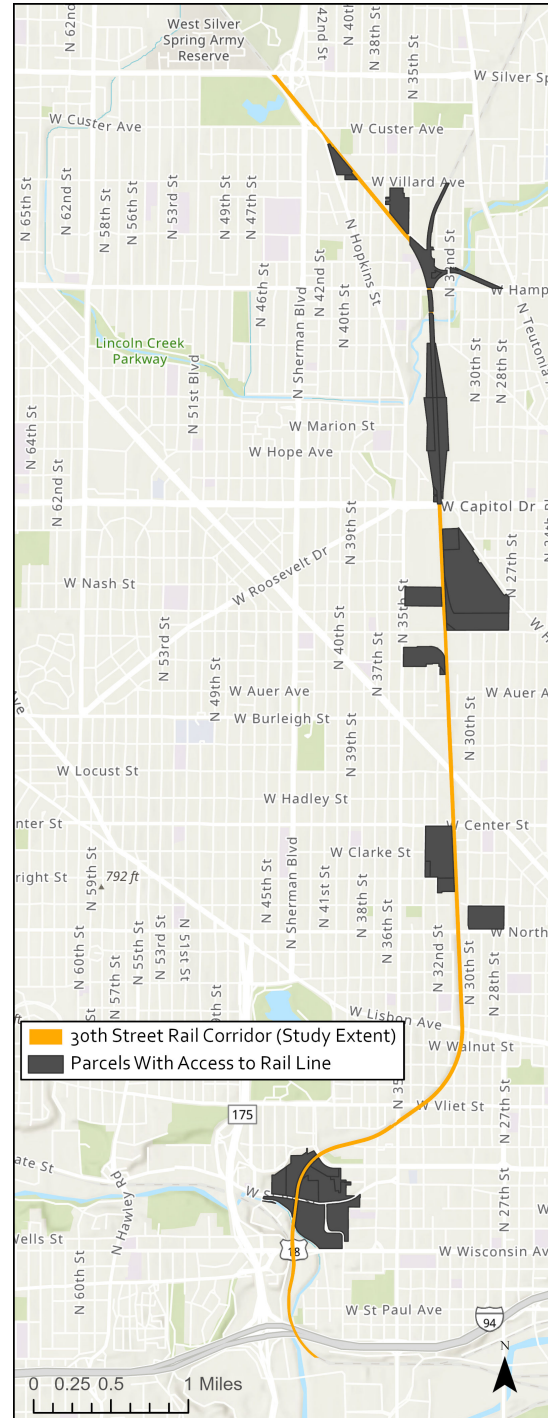 West Silver
Spring Army
Reserve
N 62nd
42nd St
N 40th
N 38th St
N 35th St
W Silver Sp
W Custer Ave
W Custer Ave
W Villard Ave
N 65th St
N 62nd St
N 58th St
N 56th St
N 53rd St
N 49th St
N 47th St
N 46th St
N Sherman Blvd
N 42nd St
N 40th St
N Hopkins St
N 32nd St
W Hamp
N Teutonia
Lincoln Creek
Parkway
N 51st Blvd
N 30th St
N 28th St
N 64th St
N 62nd St
W Marion St
W Hope Ave
W Capitol Dr
N 39th St
W Roosevelt Dr
N 27th St
W Nash St
N 53rd St
N 49th St
N 40th St
N 37th St
N 35th St
W Auer Ave
W Auer A
W Burleigh St
N 39th St
N 30th St
W Locust St
W Hadley St
nter St
W Center St
W Clarke St
right St
N 59th St
792 ft
N 45th St
N Sherman Blvd
N 41st St
N 38th St
N 36th St
N 32nd St
N 30th St
N 28th St
W North
N 60th St
N 57th St
N 55th St
N 53rd St
N 51st St
W Lisbon Ave
30th Street Rail Corridor (Study Extent)
Parcels With Access to Rail Line
W Walnut St
N 35
W Vliet St
175
N 27th St
ate St
N Hawley Rd
W S
N 27th St
Wells St
18
W Wisconsin Av
N 60th St
W St Paul Ave
94
N
0 0.25 0.5 1 Miles